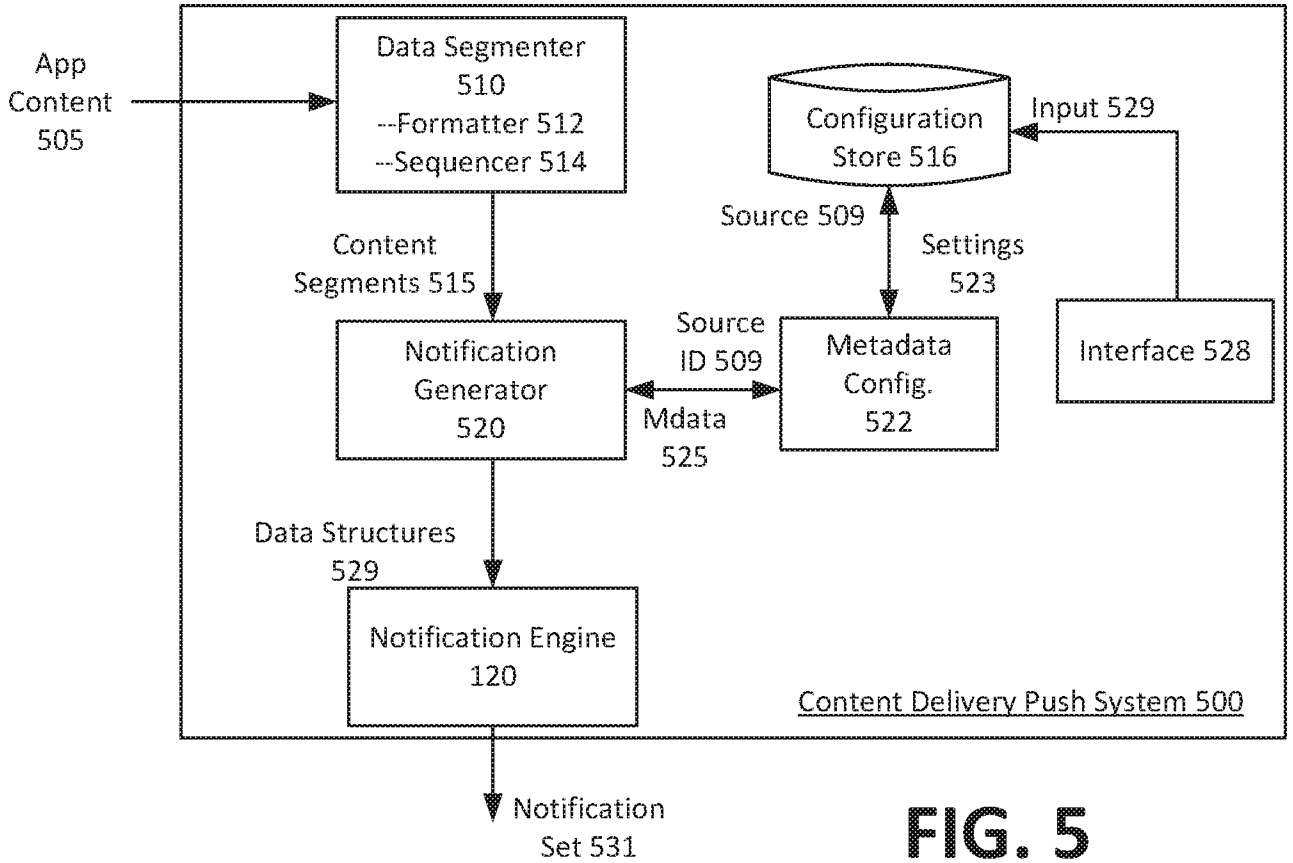 App
Content
505
Data Segmenter
510
--Formatter 512
--Sequencer 514
Configuration
Store 516
Input 529
Source 509
Settings
523
Content
Segments 515
Notification
Generator
520
Source
ID 509
Mdata
525
Metadada
Config.
522
Interface 528
Data Structures
529
Notification Engine
120
Content Delivery Push System 500
Notification
Set 531
FIG. 5